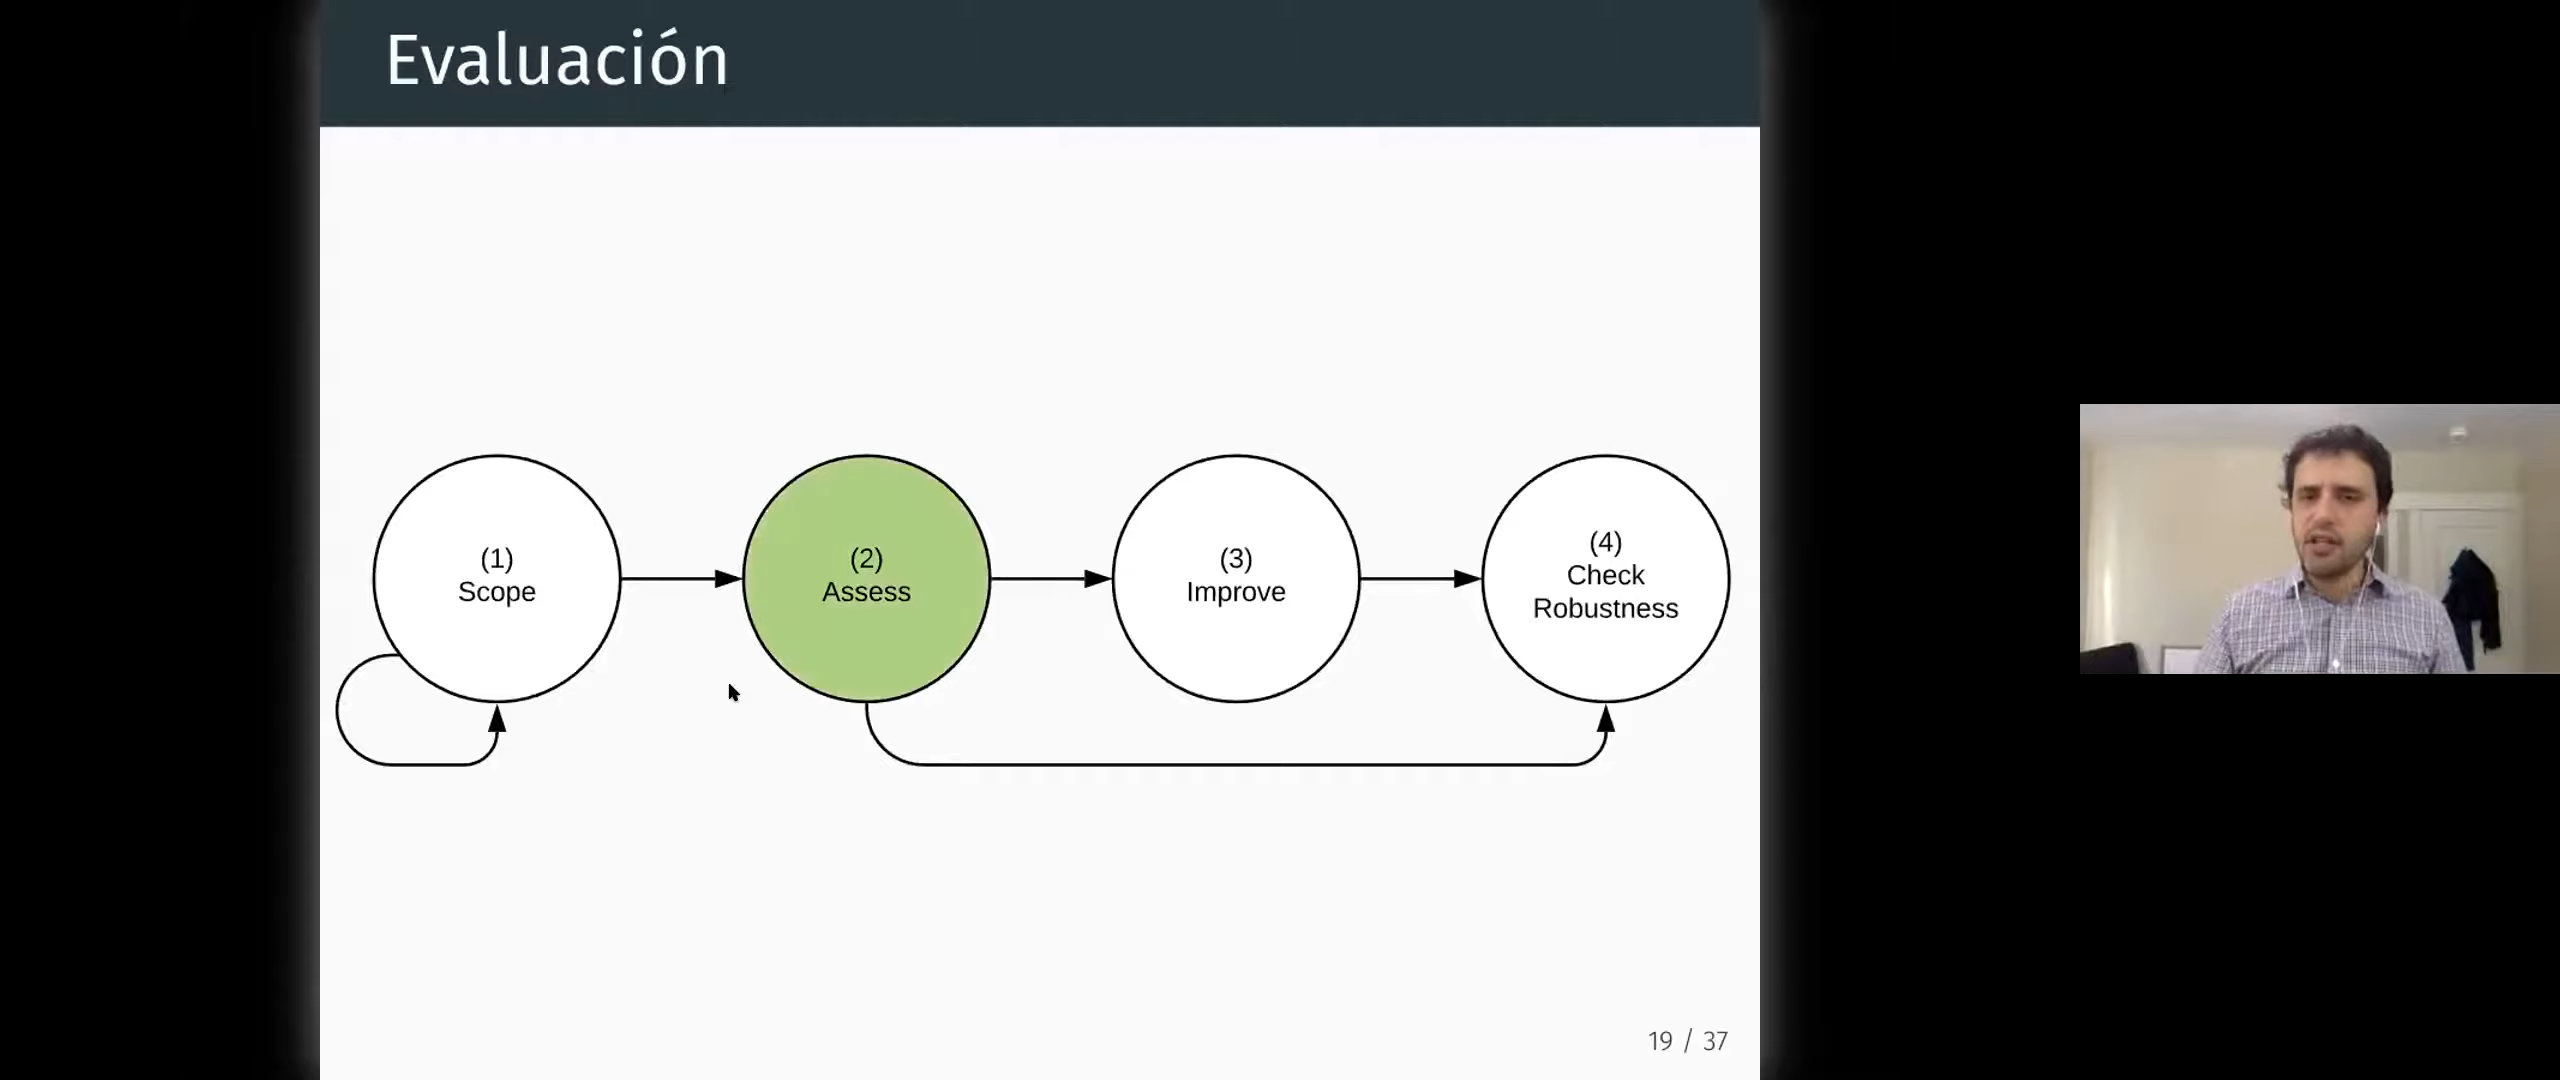 Evaluación
(1)
Scope
(2)
Assess
(3)
Improve
(4)
Check
Robustness
19 / 37